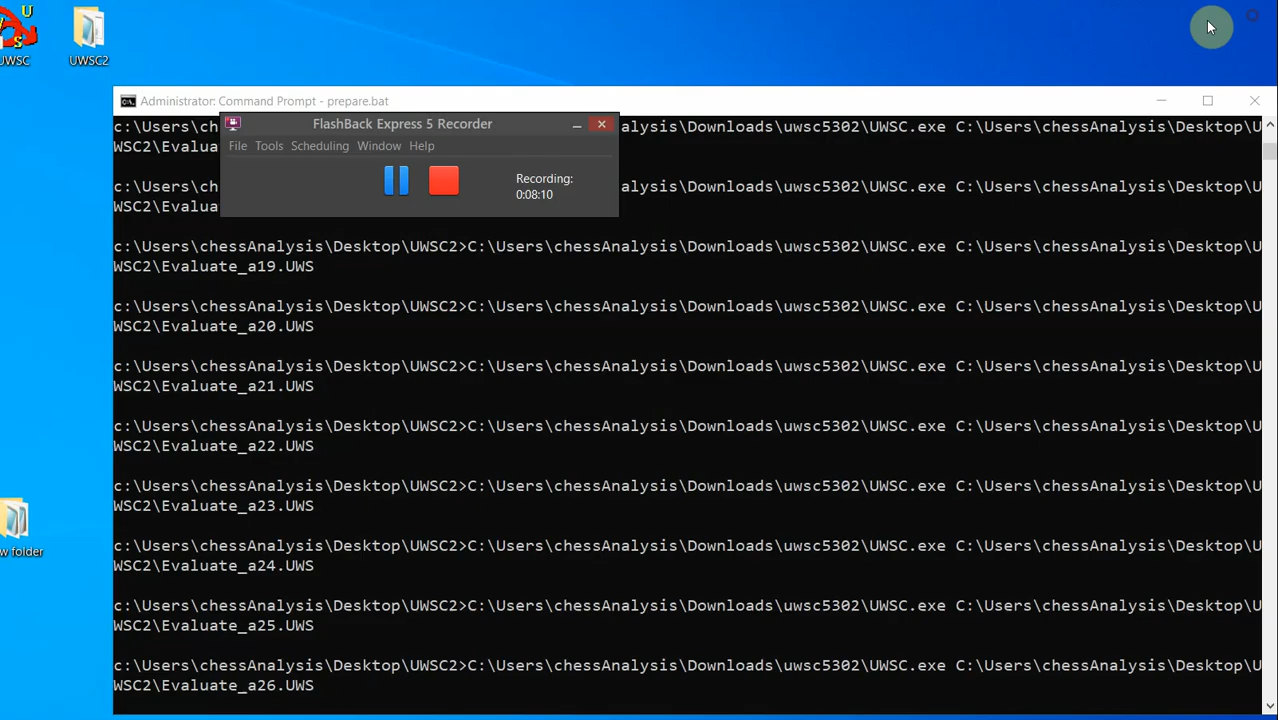 U
S
UWSC
UWSC2
Administrator: Command Prompt - prepare.bat
FlashBack Express 5 Recorder
File Tools Scheduling Window Help
Recording:
0:08:10
c:\Users\ch
alAnalysis\Downloads\uwsc5302\UWSC.exe C:\Users\chessAnalysis\Desktop\U
WSC2\Evalua
c:\Users\ch
alAnalysis\Downloads\uwsc5302\UWSC.exe C:\Users\chessAnalysis\Desktop\U
WSC2\Evalua
c:\Users\chessAnalysis\Desktop\UWSC2>C:\Users\chessAnalysis\Downloads\uwsc5302\UWSC.exe C:\Users\chessAnalysis\Desktop\U
WSC2\Evaluate_a19.UWS
c:\Users\chessAnalysis\Desktop\UWSC2>C:\Users\chessAnalysis\Downloads\uwsc5302\UWSC.exe C:\Users\chessAnalysis\Desktop\U
WSC2\Evaluate_a20.UWS
c:\Users\chessAnalysis\Desktop\UWSC2>C:\Users\chessAnalysis\Downloads\uwsc5302\UWSC.exe C:\Users\chessAnalysis\Desktop\U
WSC2\Evaluate_a21.UWS
c:\Users\chessAnalysis\Desktop\UWSC2>C:\Users\chessAnalysis\Downloads\uwsc5302\UWSC.exe C:\Users\chessAnalysis\Desktop\U
WSC2\Evaluate_a22.UWS
c:\Users\chessAnalysis\Desktop\UWSC2>C:\Users\chessAnalysis\Downloads\uwsc5302\UWSC.exe C:\Users\chessAnalysis\Desktop\U
WSC2\Evaluate_a23.UWS
c:\Users\chessAnalysis\Desktop\UWSC2>C:\Users\chessAnalysis\Downloads\uwsc5302\UWSC.exe C:\Users\chessAnalysis\Desktop\U
WSC2\Evaluate_a24.UWS
c:\Users\chessAnalysis\Desktop\UWSC2>C:\Users\chessAnalysis\Downloads\uwsc5302\UWSC.exe C:\Users\chessAnalysis\Desktop\U
WSC2\Evaluate_a25.UWS
c:\Users\chessAnalysis\Desktop\UWSC2>C:\Users\chessAnalysis\Downloads\uwsc5302\UWSC.exe C:\Users\chessAnalysis\Desktop\U
WSC2\Evaluate_a26.UWS
w folder